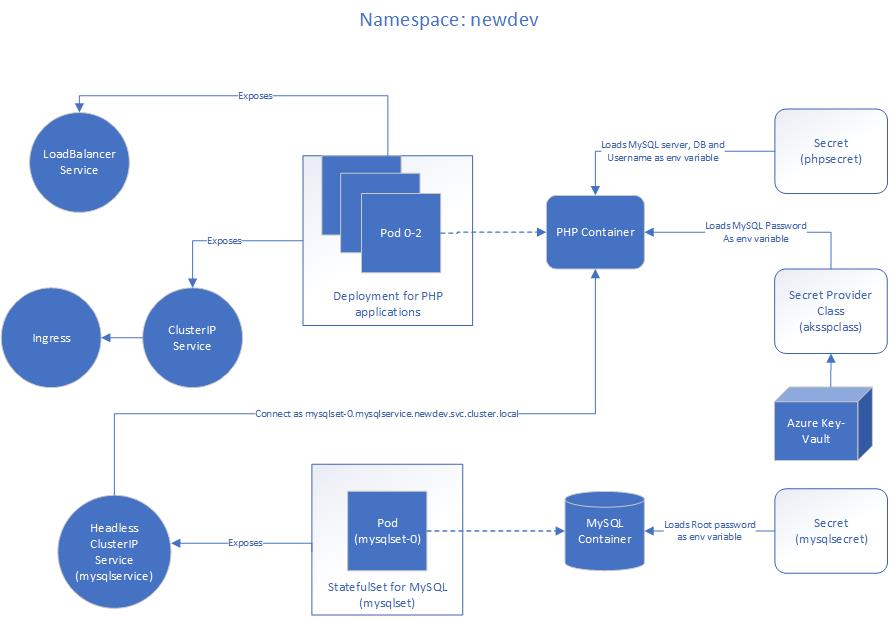 Namespace: newdev
Exposes
LoadBalancer
Service
Loads MySQL server, DB and
Username as env variable
Secret
(phpsecret)
Pod 0-2
PHP Container
Loads MySQL Password
As env variable
Exposes
Deployment for PHP
applications
Secret Provider
Class
(aksspclass)
Ingress
ClusterIP
Service
Connect as mysqlset-0.mysqlservice.newdev.svc.cluster.local
Azure Key-
Vault
Headless
ClusterIP
Service
(mysqlservice)
Exposes
Pod
(mysqlset-0)
StatefulSet for MySQL
(mysqlset)
MySQL
Container
Loads Root password
as env variable
Secret
(mysqlsecret)